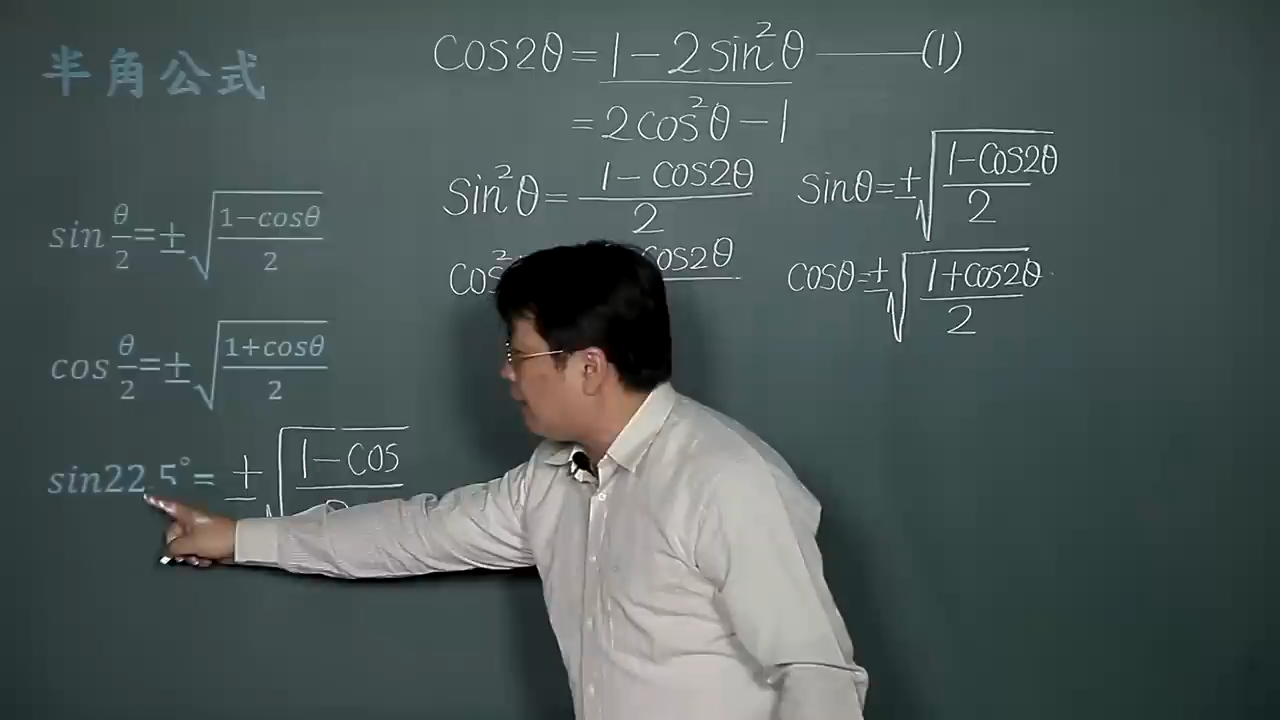 半角公式
sin θ/2 = ± √((1−cosθ)/2)
cos θ/2 = ± √((1+cosθ)/2)
sin22.5° = ± √(1−cos
cos2θ = 1−2sin²θ ——(1)
= 2cos²θ−1
sin²θ = (1−cos2θ)/2
sinθ = ± √((1−cos2θ)/2)
cos² cos2θ
cosθ = ± √((1+cos2θ)/2)